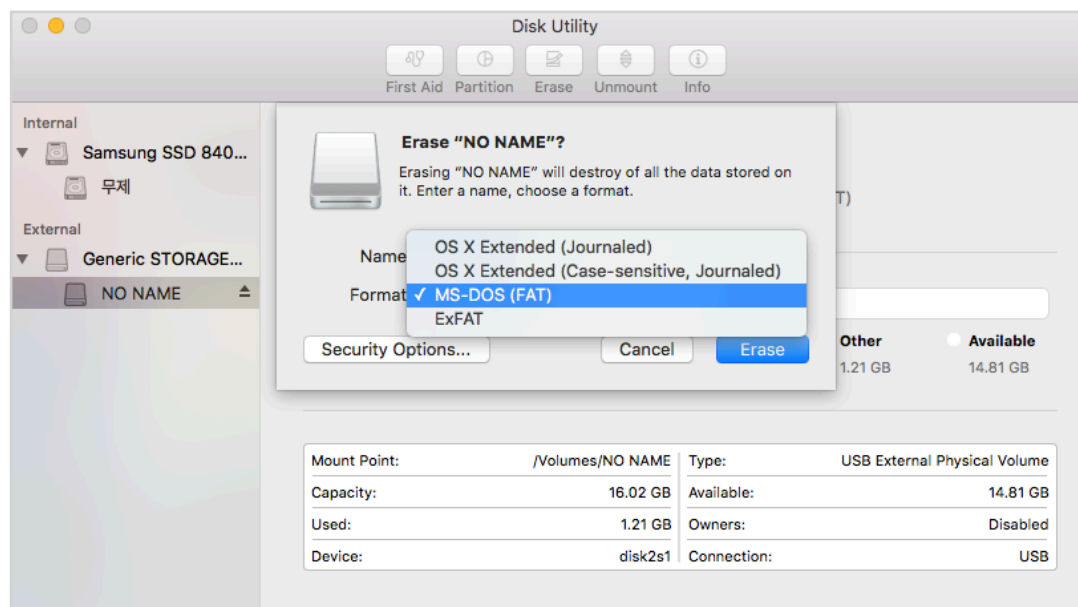 Disk Utility
First Aid Partition Erase Unmount Info
Internal
Samsung SSD 840...
무제
External
Generic STORAGE...
NO NAME
Erase “NO NAME”?
Erasing “NO NAME” will destroy of all the data stored on
it. Enter a name, choose a format.
T)
Name
Format
OS X Extended (Journaled)
OS X Extended (Case-sensitive, Journaled)
✓ MS-DOS (FAT)
ExFAT
Security Options... Cancel Erase
Other Available
1.21 GB 14.81 GB
Mount Point: /Volumes/NO NAME Type: USB External Physical Volume
Capacity: 16.02 GB Available: 14.81 GB
Used: 1.21 GB Owners: Disabled
Device: disk2s1 Connection: USB